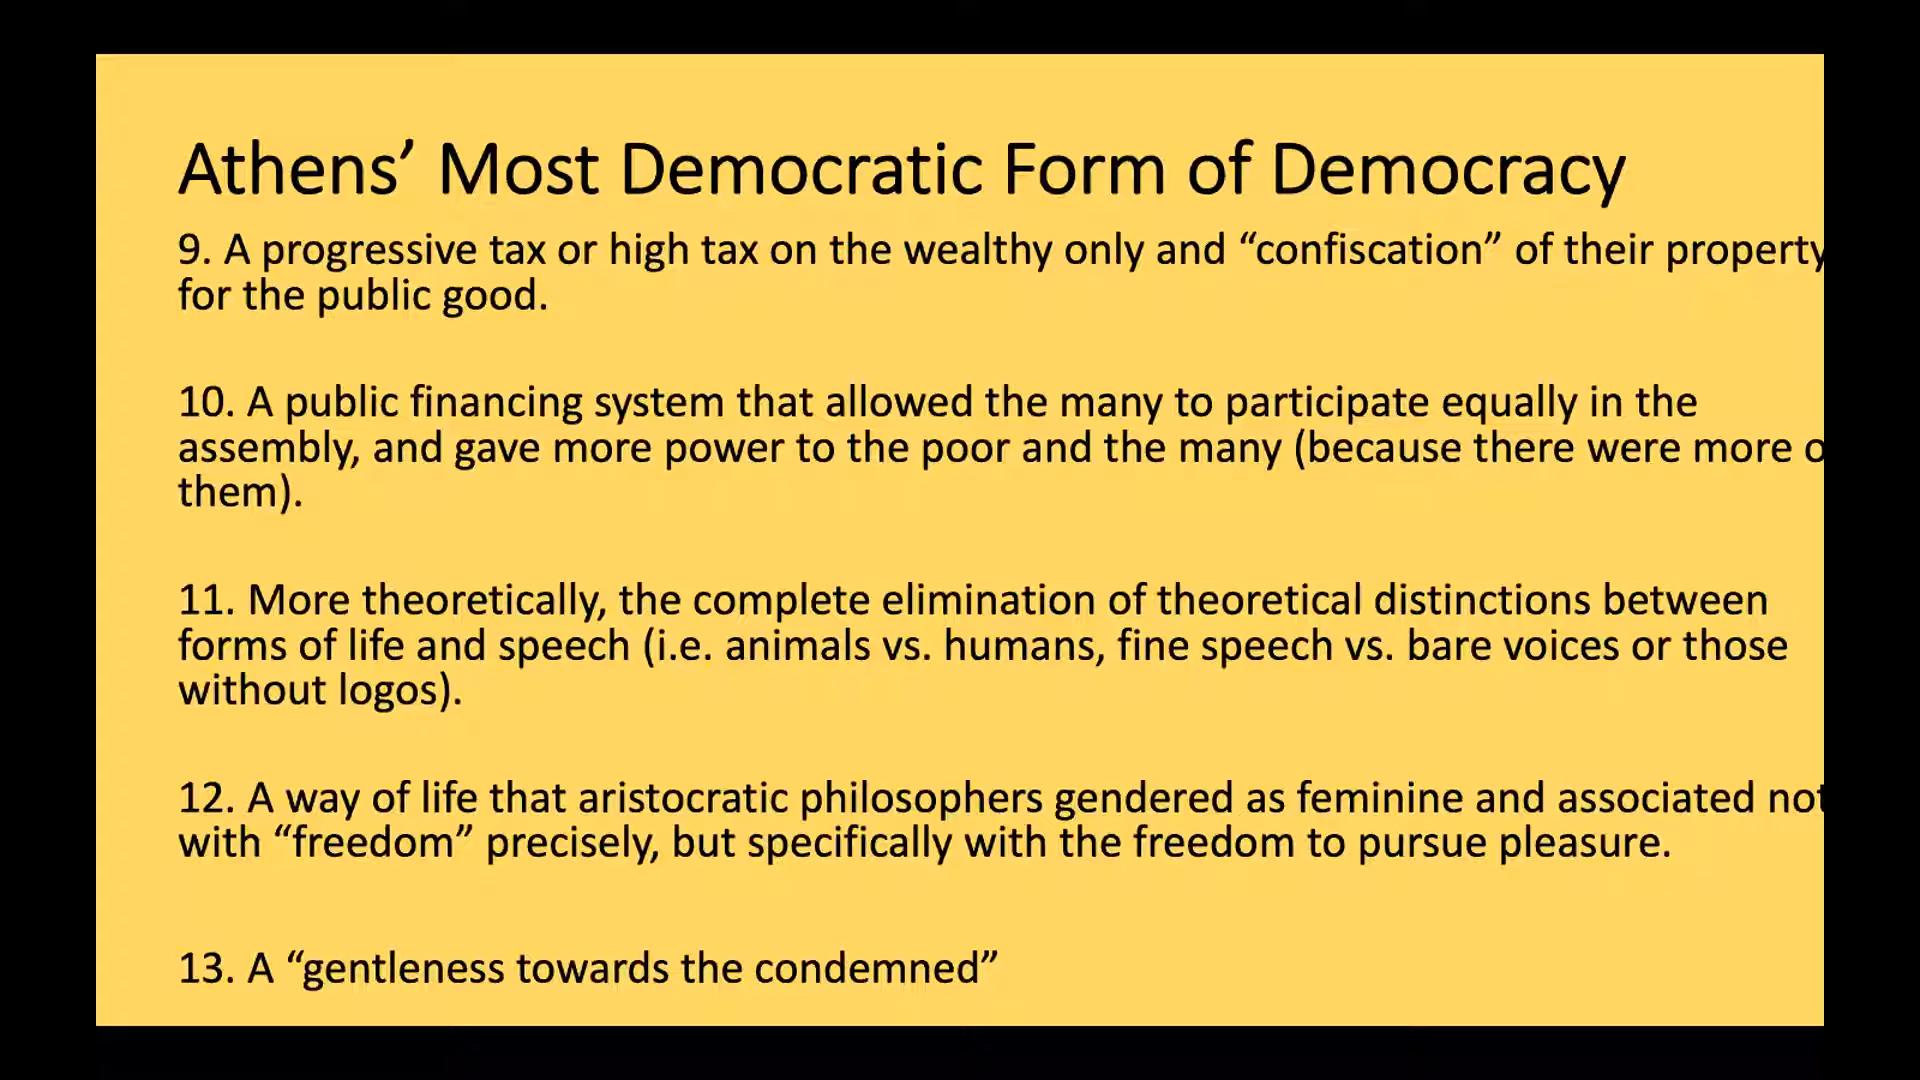 Athens’ Most Democratic Form of Democracy
9. A progressive tax or high tax on the wealthy only and “confiscation” of their property
for the public good.
10. A public financing system that allowed the many to participate equally in the
assembly, and gave more power to the poor and the many (because there were more o
them).
11. More theoretically, the complete elimination of theoretical distinctions between
forms of life and speech (i.e. animals vs. humans, fine speech vs. bare voices or those
without logos).
12. A way of life that aristocratic philosophers gendered as feminine and associated not
with “freedom” precisely, but specifically with the freedom to pursue pleasure.
13. A “gentleness towards the condemned”